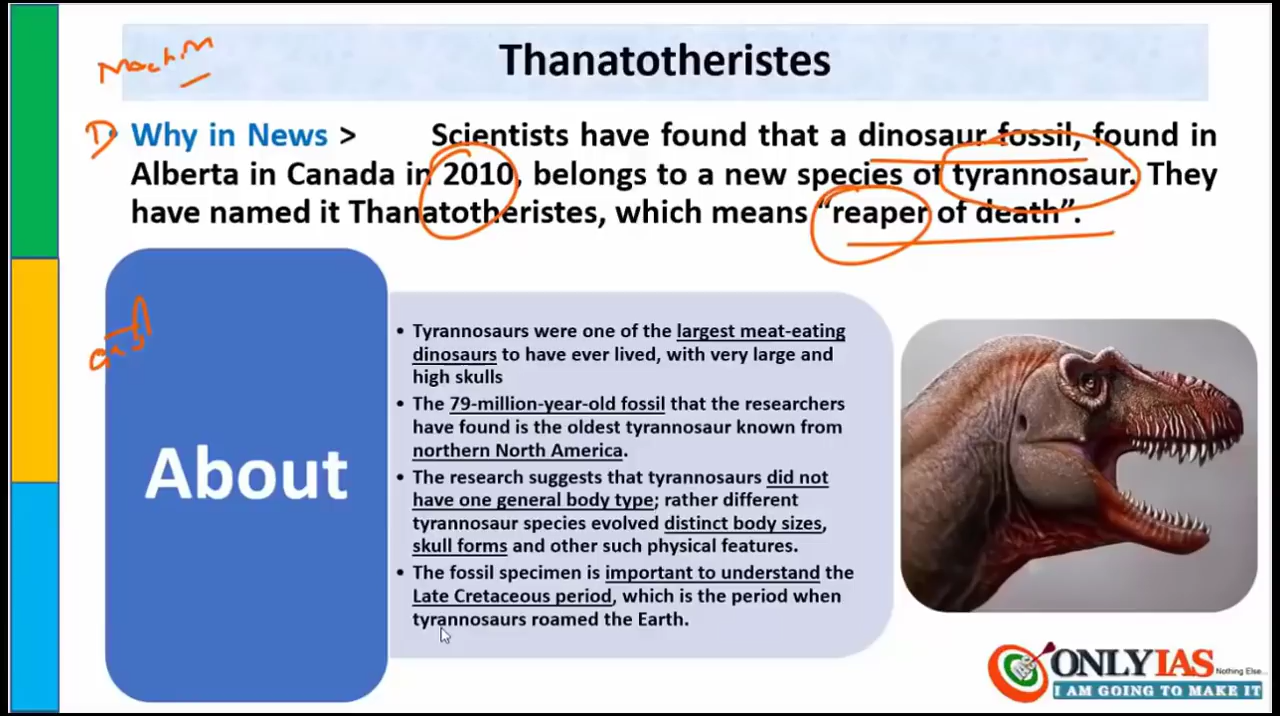 Thanatotheristes
Why in News > Scientists have found that a dinosaur fossil, found in
Alberta in Canada in 2010, belongs to a new species of tyrannosaur. They
have named it Thanatotheristes, which means “reaper of death”.
About
• Tyrannosaurs were one of the largest meat-eating
dinosaurs to have ever lived, with very large and
high skulls
• The 79-million-year-old fossil that the researchers
have found is the oldest tyrannosaur known from
northern North America.
• The research suggests that tyrannosaurs did not
have one general body type; rather different
tyrannosaur species evolved distinct body sizes,
skull forms and other such physical features.
• The fossil specimen is important to understand the
Late Cretaceous period, which is the period when
tyrannosaurs roamed the Earth.
ONLYIAS Nothing Else...
I AM GOING TO MAKE IT